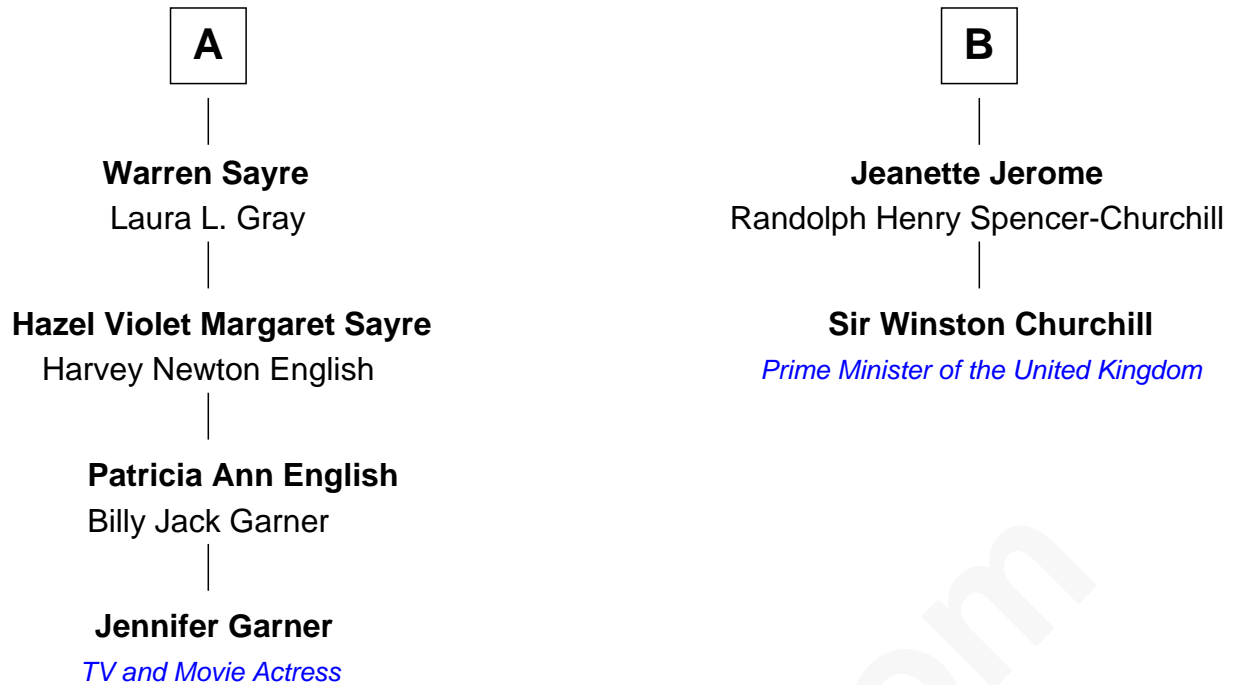 A
Warren Sayre
Laura L. Gray
Hazel Violet Margaret Sayre
Harvey Newton English
Patricia Ann English
Billy Jack Garner
Jennifer Garner
TV and Movie Actress
B
Jeanette Jerome
Randolph Henry Spencer-Churchill
Sir Winston Churchill
Prime Minister of the United Kingdom
om